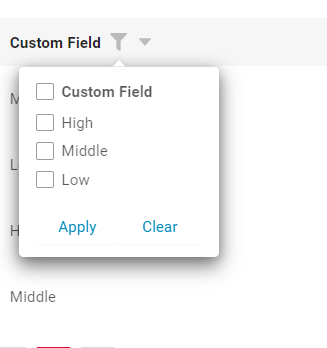 Custom Field
Custom Field
High
Middle
Low
Apply
Clear
Middle